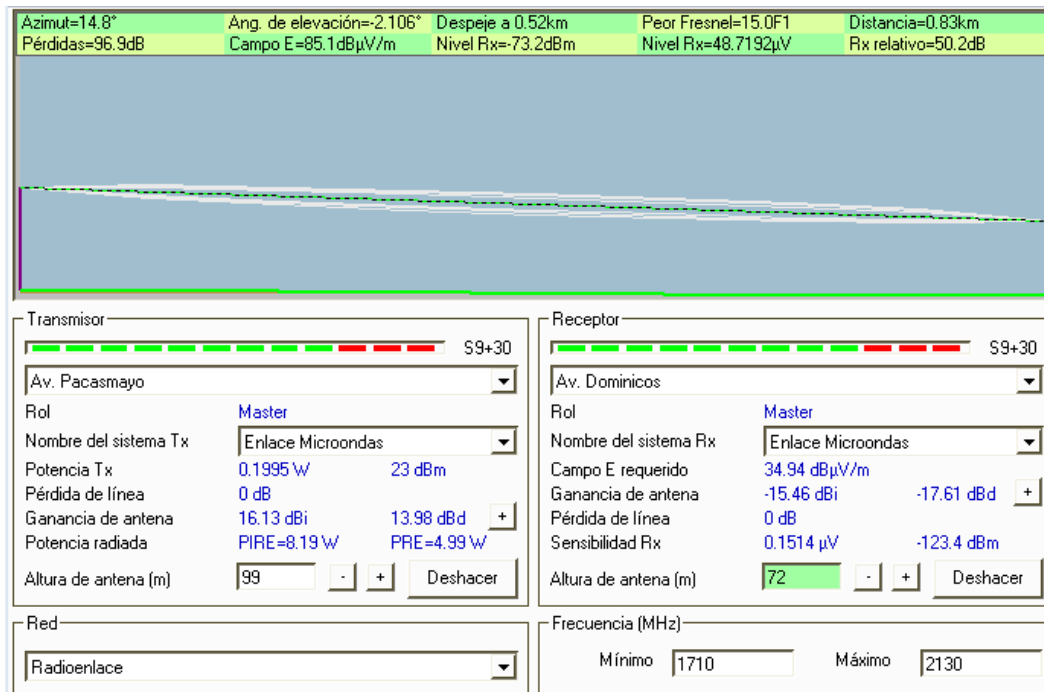 Azimut=14.8° Ang. de elevación=-2.106° Despeje a 0.52km Peor Fresnel=15.0F1 Distancia=0.83km
Pérdidas=96.9dB Campo E=85.1dBµV/m Nivel Rx=-73.2dBm Nivel Rx=48.7192µV Rx relativo=50.2dB
Transmisor
S9+30
Av. Pacasmayo
Rol Master
Nombre del sistema Tx Enlace Microondas
Potencia Tx 0.1995 W 23 dBm
Pérdida de línea 0 dB
Ganancia de antena 16.13 dBi 13.98 dBd +
Potencia radiada PIRE=8.19 W PRE=4.99 W
Altura de antena (m) 99 - + Deshacer
Receptor
S9+30
Av. Dominicos
Rol Master
Nombre del sistema Rx Enlace Microondas
Campo E requerido 34.94 dBµV/m
Ganancia de antena -15.46 dBi -17.61 dBd +
Pérdida de línea 0 dB
Sensibilidad Rx 0.1514 µV -123.4 dBm
Altura de antena (m) 72 - + Deshacer
Red
Radioenlace
Frecuencia (MHz)
Mínimo 1710 Máximo 2130